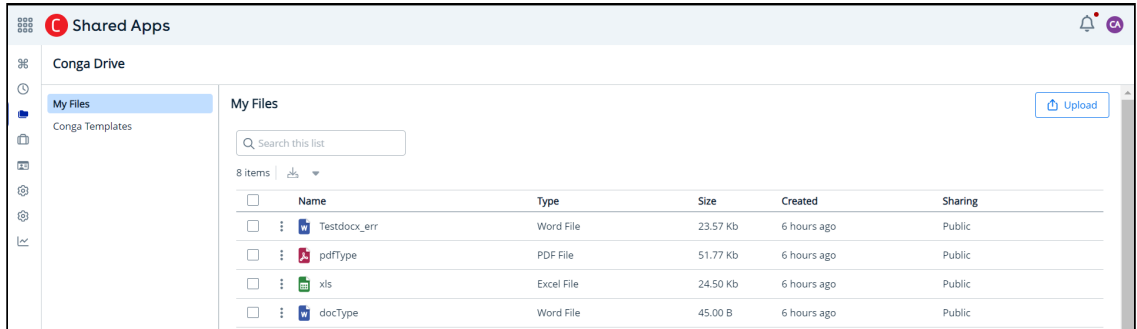 C Shared Apps
CA
Conga Drive
My Files
Conga Templates
My Files
Upload
Search this list
8 items
Name Type Size Created Sharing
Testdocx_err Word File 23.57 Kb 6 hours ago Public
pdfType PDF File 51.77 Kb 6 hours ago Public
xls Excel File 24.50 Kb 6 hours ago Public
docType Word File 45.00 B 6 hours ago Public